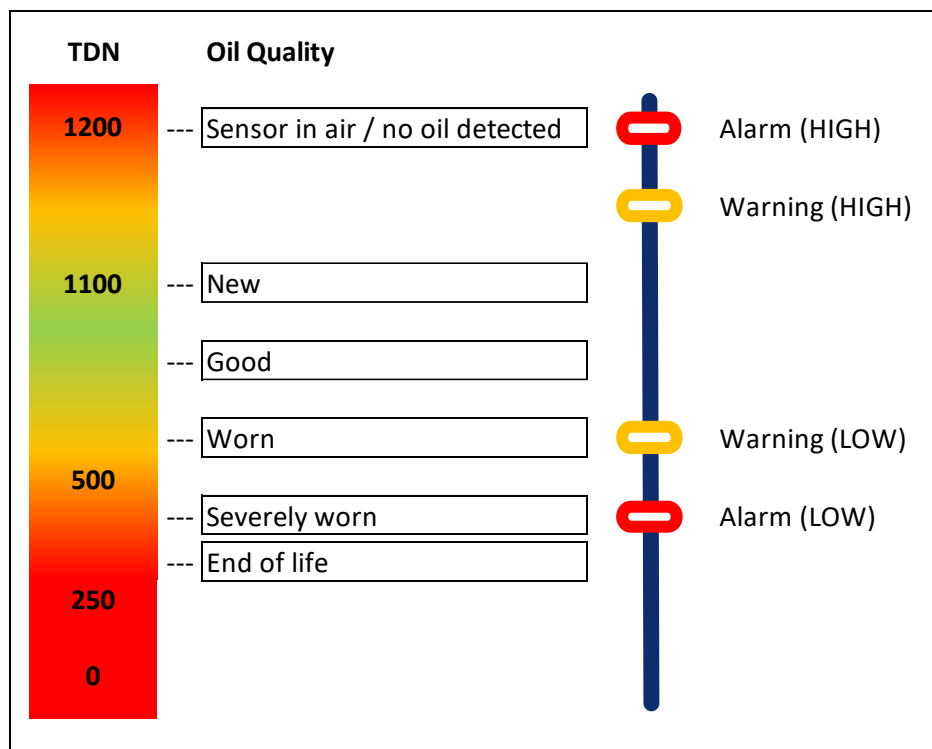 TDN Oil Quality
1200 --- Sensor in air / no oil detected Alarm (HIGH)
Warning (HIGH)
1100 --- New
--- Good
--- Worn Warning (LOW)
500
--- Severely worn Alarm (LOW)
--- End of life
250
0